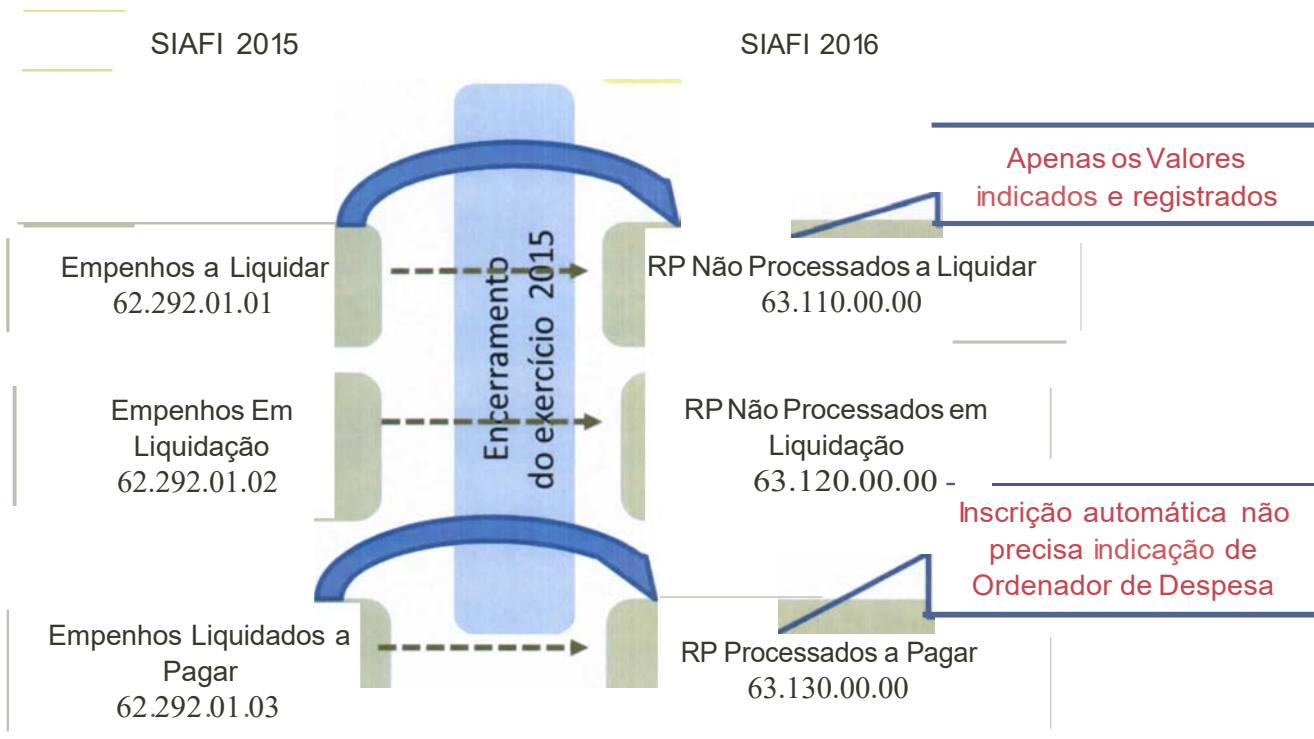 SIAFI 2015
SIAFI 2016
Apenas os Valores
indicados e registrados
Empenhos a Liquidar
62.292.01.01
Encerramento
do exercício 2015
RP Não Processados a Liquidar
63.110.00.00
Empenhos Em
Liquidação
62.292.01.02
RP Não Processados em
Liquidação
63.120.00.00
Inscrição automática não
precisa indicação de
Ordenador de Despesa
Empenhos Liquidados a
Pagar
62.292.01.03
RP Processados a Pagar
63.130.00.00